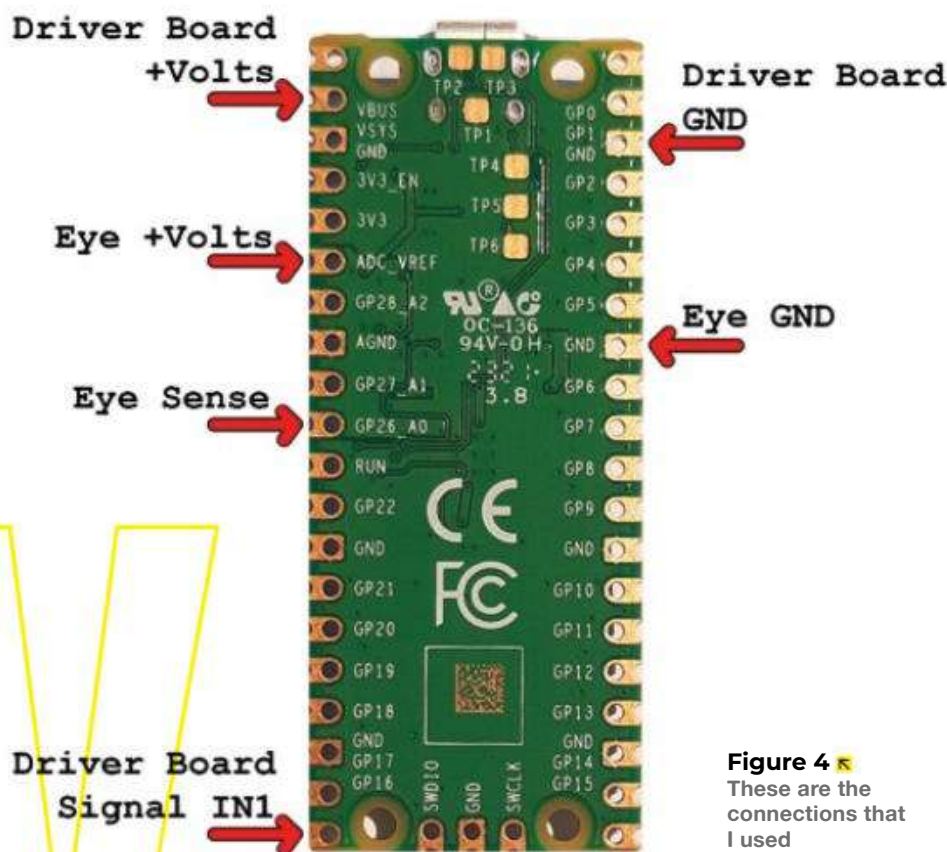 Driver Board
+Volts
Eye +Volts
Eye Sense
Driver Board
Signal IN1
VBUS
VSYS
GND
3V3_EN
3V3
ADC_VREF
GP28_A2
AGND
GP27_A1
GP26_A0
RUN
GP22
GND
GP21
GP20
GP19
GP18
GND
GP17
GP16
TP2 TP3
TP1
TP4
TP5
TP6
OC-136
94V-0H
3.8
CE
FC
SWDIO
GND
SWCLK
GP0
GP1
GND
GP2
GP3
GP4
GP5
GND
GP6
GP7
GP8
GP9
GND
GP10
GP11
GP12
GP13
GND
GP14
GP15
Driver Board
GND
Eye GND
Figure 4
These are the
connections that
I used